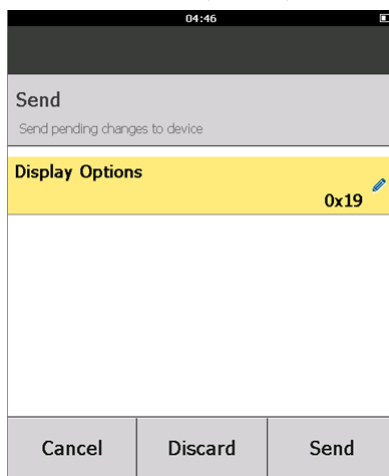 04:46
Send
Send pending changes to device
Display Options
0x19
Cancel Discard Send